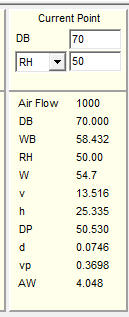 Current Point
DB 70
RH 50
Air Flow 1000
DB 70.000
WB 58.432
RH 50.00
W 54.7
v 13.516
h 25.335
DP 50.530
d 0.0746
vp 0.3698
AW 4.048